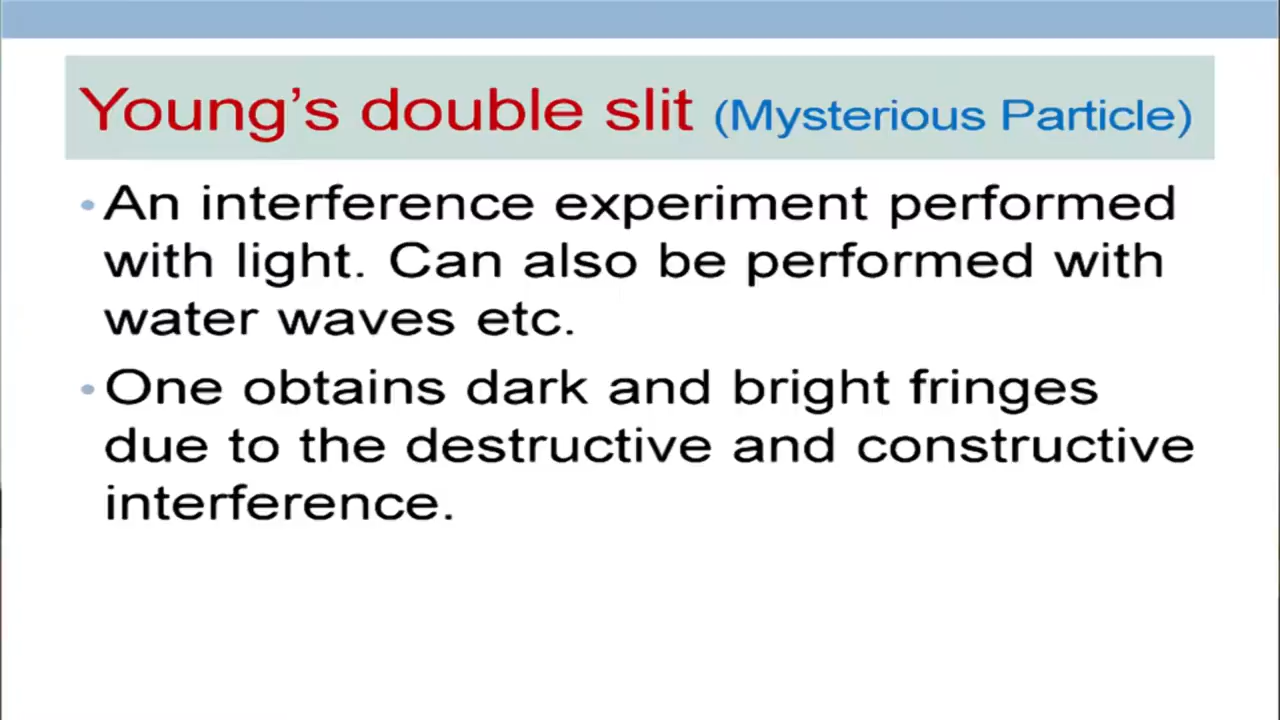 Young's double slit (Mysterious Particle)
• An interference experiment performed
with light. Can also be performed with
water waves etc.
• One obtains dark and bright fringes
due to the destructive and constructive
interference.